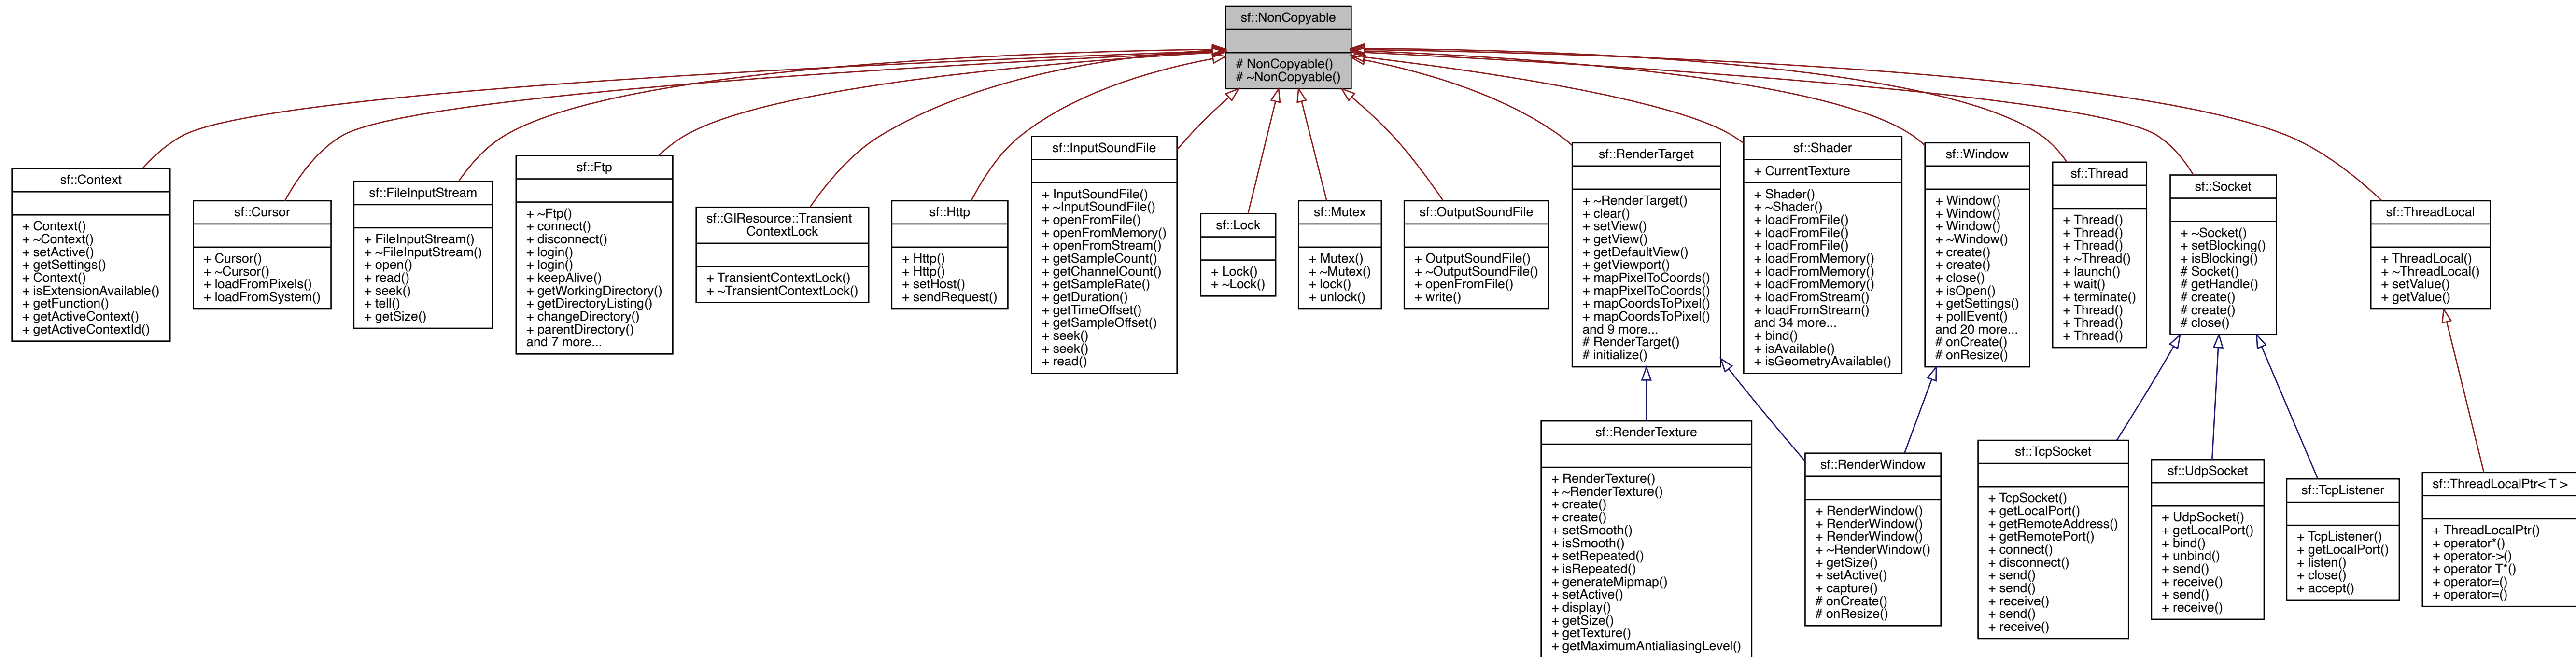 sf::NonCopyable
# NonCopyable()
# ~NonCopyable()
sf::Context
+ Context()
+ ~Context()
+ setActive()
+ getSettings()
+ Context()
+ isExtensionAvailable()
+ getFunction()
+ getActiveContext()
+ getActiveContextId()
sf::Cursor
+ Cursor()
+ ~Cursor()
+ loadFromPixels()
+ loadFromSystem()
sf::FileInputStream
+ FileInputStream()
+ ~FileInputStream()
+ open()
+ read()
+ seek()
+ tell()
+ getSize()
sf::Ftp
+ ~Ftp()
+ connect()
+ disconnect()
+ login()
+ login()
+ keepAlive()
+ getWorkingDirectory()
+ getDirectoryListing()
+ changeDirectory()
+ parentDirectory()
and 7 more...
sf::GlResource::Transient
ContextLock
+ TransientContextLock()
+ ~TransientContextLock()
sf::Http
+ Http()
+ Http()
+ setHost()
+ sendRequest()
sf::InputSoundFile
+ InputSoundFile()
+ ~InputSoundFile()
+ openFromFile()
+ openFromMemory()
+ openFromStream()
+ getSampleCount()
+ getChannelCount()
+ getSampleRate()
+ getDuration()
+ getTimeOffset()
+ getSampleOffset()
+ seek()
+ seek()
+ read()
sf::Lock
+ Lock()
+ ~Lock()
sf::Mutex
+ Mutex()
+ ~Mutex()
+ lock()
+ unlock()
sf::OutputSoundFile
+ OutputSoundFile()
+ ~OutputSoundFile()
+ openFromFile()
+ write()
sf::RenderTarget
+ ~RenderTarget()
+ clear()
+ setView()
+ getView()
+ getDefaultView()
+ getViewport()
+ mapPixelToCoords()
+ mapPixelToCoords()
+ mapCoordsToPixel()
+ mapCoordsToPixel()
and 9 more...
# RenderTarget()
# initialize()
sf::Shader
+ CurrentTexture
+ Shader()
+ ~Shader()
+ loadFromFile()
+ loadFromFile()
+ loadFromFile()
+ loadFromMemory()
+ loadFromMemory()
+ loadFromMemory()
+ loadFromStream()
+ loadFromStream()
and 34 more...
+ bind()
+ isAvailable()
+ isGeometryAvailable()
sf::Window
+ Window()
+ Window()
+ Window()
+ ~Window()
+ create()
+ create()
+ close()
+ isOpen()
+ getSettings()
+ pollEvent()
and 20 more...
# onCreate()
# onResize()
sf::Thread
+ Thread()
+ Thread()
+ Thread()
+ ~Thread()
+ launch()
+ wait()
+ terminate()
+ Thread()
+ Thread()
+ Thread()
sf::Socket
+ ~Socket()
+ setBlocking()
+ isBlocking()
# Socket()
# getHandle()
# create()
# create()
# close()
sf::ThreadLocal
+ ThreadLocal()
+ ~ThreadLocal()
+ setValue()
+ getValue()
sf::RenderTexture
+ RenderTexture()
+ ~RenderTexture()
+ create()
+ create()
+ setSmooth()
+ isSmooth()
+ setRepeated()
+ isRepeated()
+ generateMipmap()
+ setActive()
+ display()
+ getSize()
+ getTexture()
+ getMaximumAntialiasingLevel()
sf::RenderWindow
+ RenderWindow()
+ RenderWindow()
+ RenderWindow()
+ ~RenderWindow()
+ getSize()
+ setActive()
+ capture()
# onCreate()
# onResize()
sf::TcpSocket
+ TcpSocket()
+ getLocalPort()
+ getRemoteAddress()
+ getRemotePort()
+ connect()
+ disconnect()
+ send()
+ send()
+ receive()
+ send()
+ receive()
sf::UdpSocket
+ UdpSocket()
+ getLocalPort()
+ bind()
+ unbind()
+ send()
+ receive()
+ send()
+ receive()
sf::TcpListener
+ TcpListener()
+ getLocalPort()
+ listen()
+ close()
+ accept()
sf::ThreadLocalPtr< T >
+ ThreadLocalPtr()
+ operator*()
+ operator->()
+ operator T*()
+ operator=()
+ operator=()